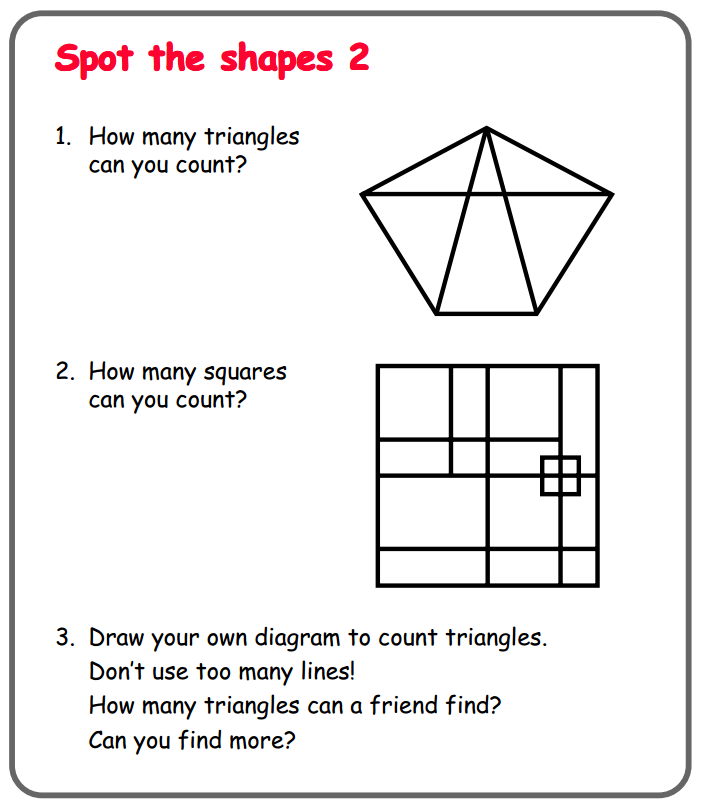 Spot the shapes 2
1. How many triangles
can you count?
2. How many squares
can you count?
3. Draw your own diagram to count triangles.
Don't use too many lines!
How many triangles can a friend find?
Can you find more?